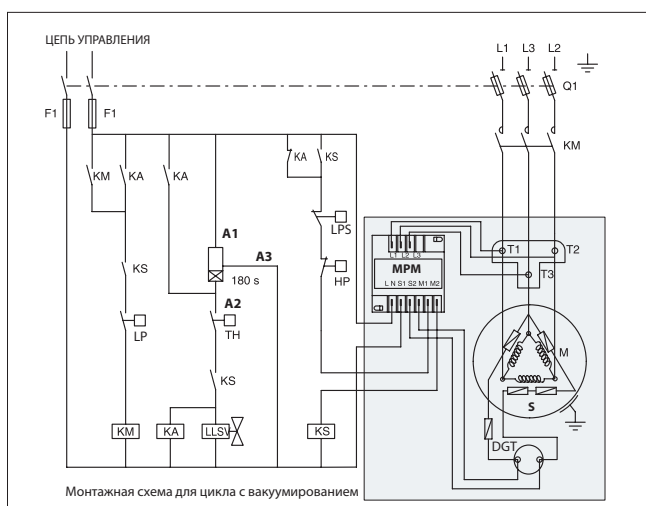 ЦЕПЬ УПРАВЛЕНИЯ
L1 L3 L2
F1 F1 Q1
KM
KM KA KA KA KS
A1 LPS
A3
T1 T2
L1 L2 L3
MPM
L N S1 S2 M1 M2
T3
180 s
KS HP
A2
LP TH M
KS
S
KM KA LLSV KS
DGT
Монтажная схема для цикла с вакуумированием